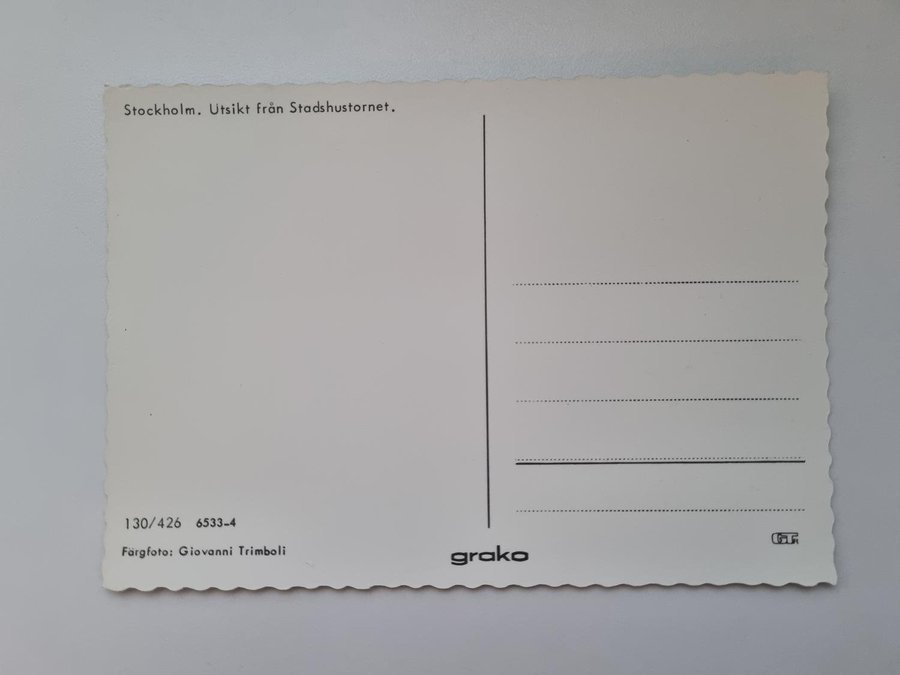 Stockholm. Utsikt från Stadshustornet.
130/426 6533-4
Färgfoto: Giovanni Trimboli
grako